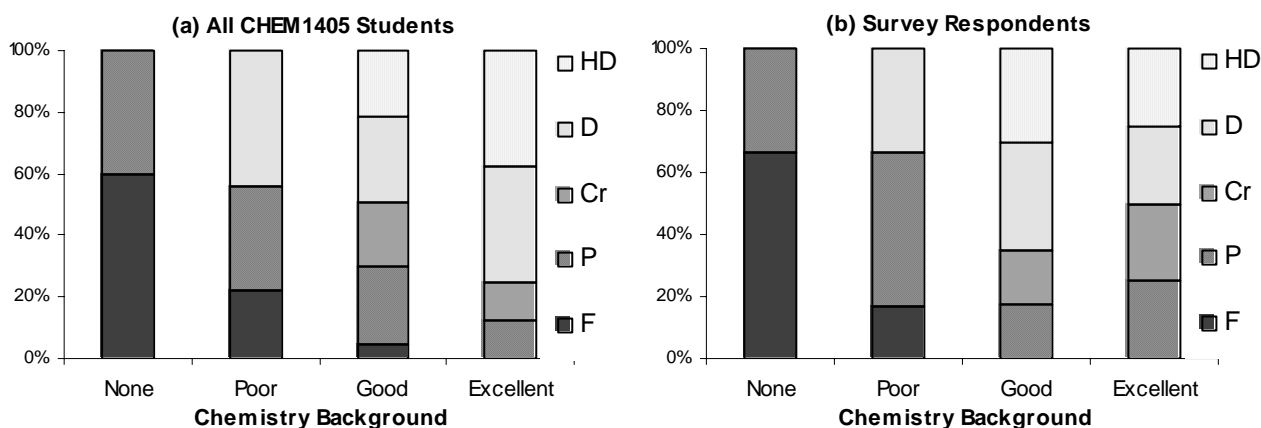 (a) All CHEM1405 Students
100%
80%
60%
40%
20%
0%
None Poor Good Excellent
Chemistry Background
HD
D
Cr
P
F
(b) Survey Respondents
100%
80%
60%
40%
20%
0%
None Poor Good Excellent
Chemistry Background
HD
D
Cr
P
F